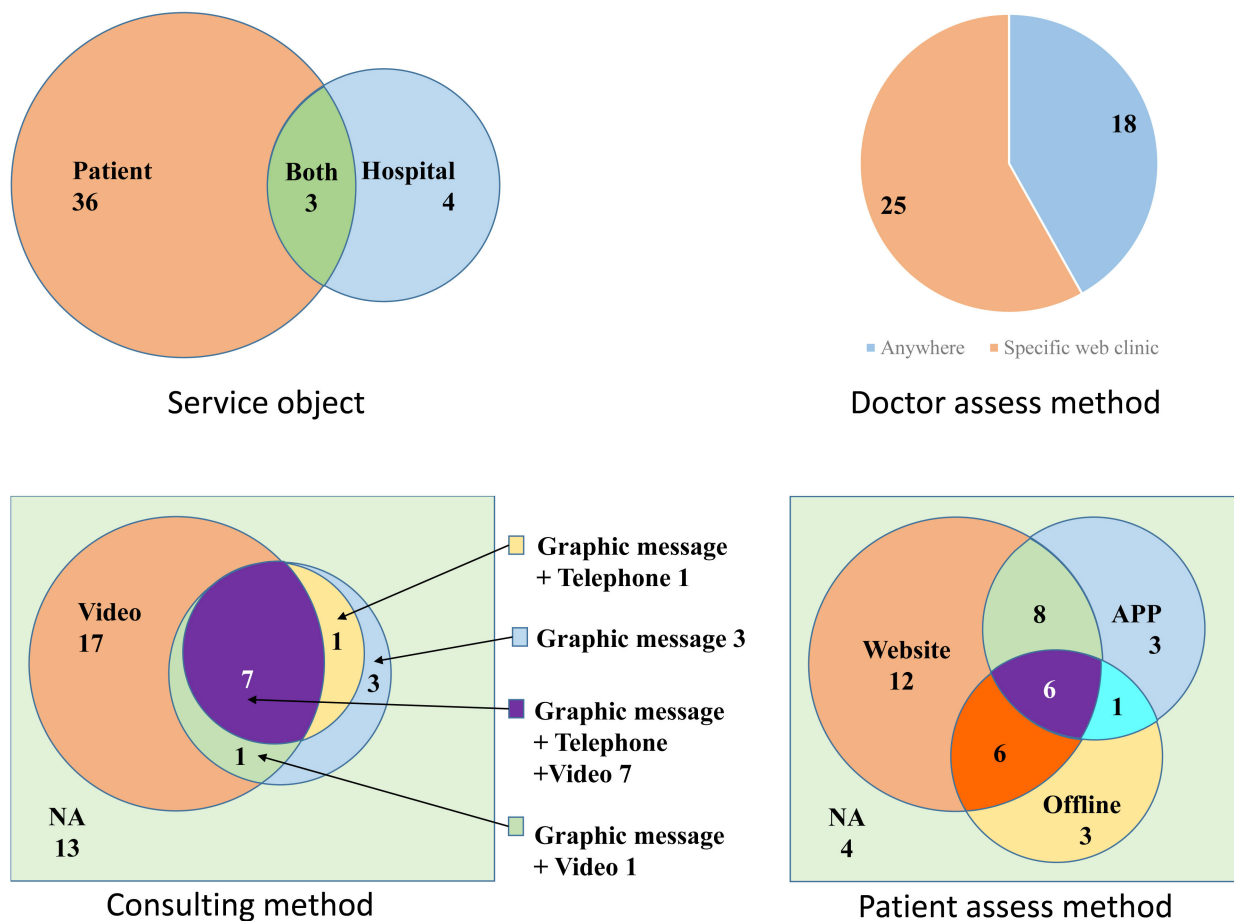 Patient
36
Both
3
Hospital
4
Service object
18
25
Anywhere
Specific web clinic
Doctor assess method
Video
17
7
1
3
1
NA
13
Graphic message
+ Telephone 1
Graphic message 3
Graphic message
+ Telephone
+Video 7
Graphic message
+ Video 1
Consulting method
Website
12
8
APP
3
6
1
6
Offline
3
NA
4
Patient assess method